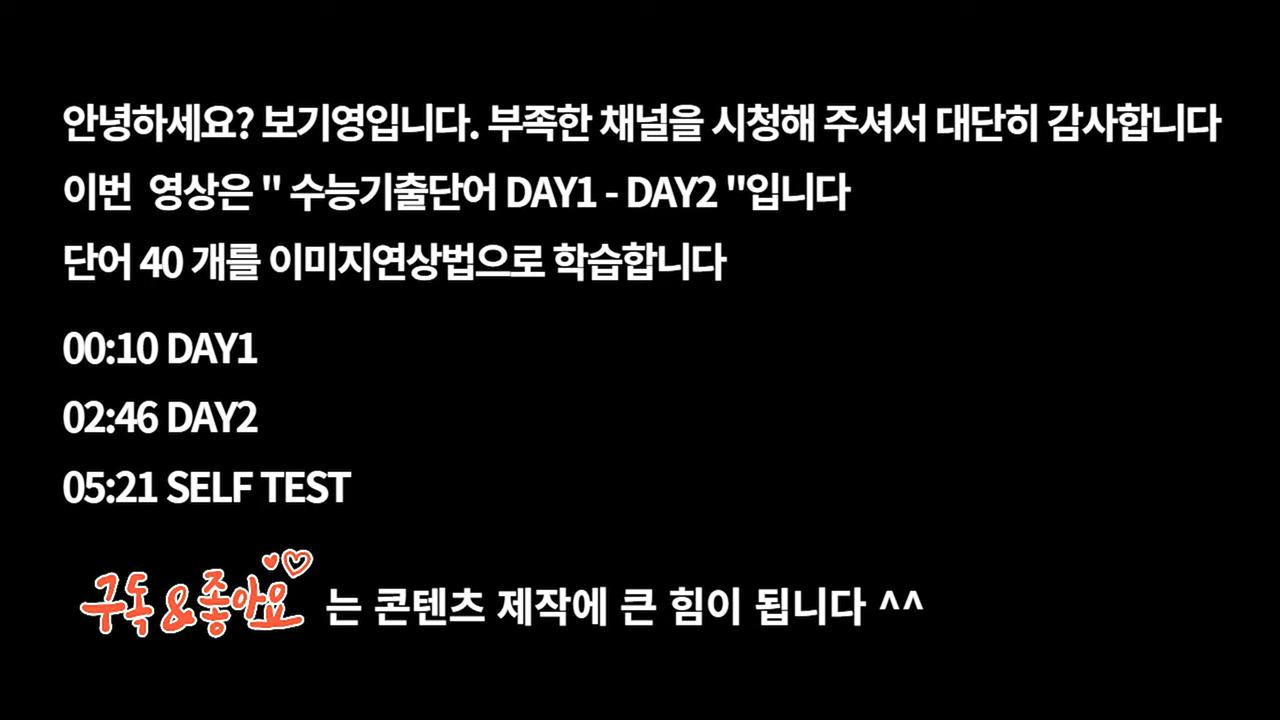 안녕하세요? 보기영입니다. 부족한 채널을 시청해 주셔서 대단히 감사합니다
이번 영상은 " 수능기출단어 DAY1 - DAY2 "입니다
단어 40 개를 이미지연상법으로 학습합니다
00:10 DAY1
02:46 DAY2
05:21 SELF TEST
구독&좋아요 는 콘텐츠 제작에 큰 힘이 됩니다 ^^